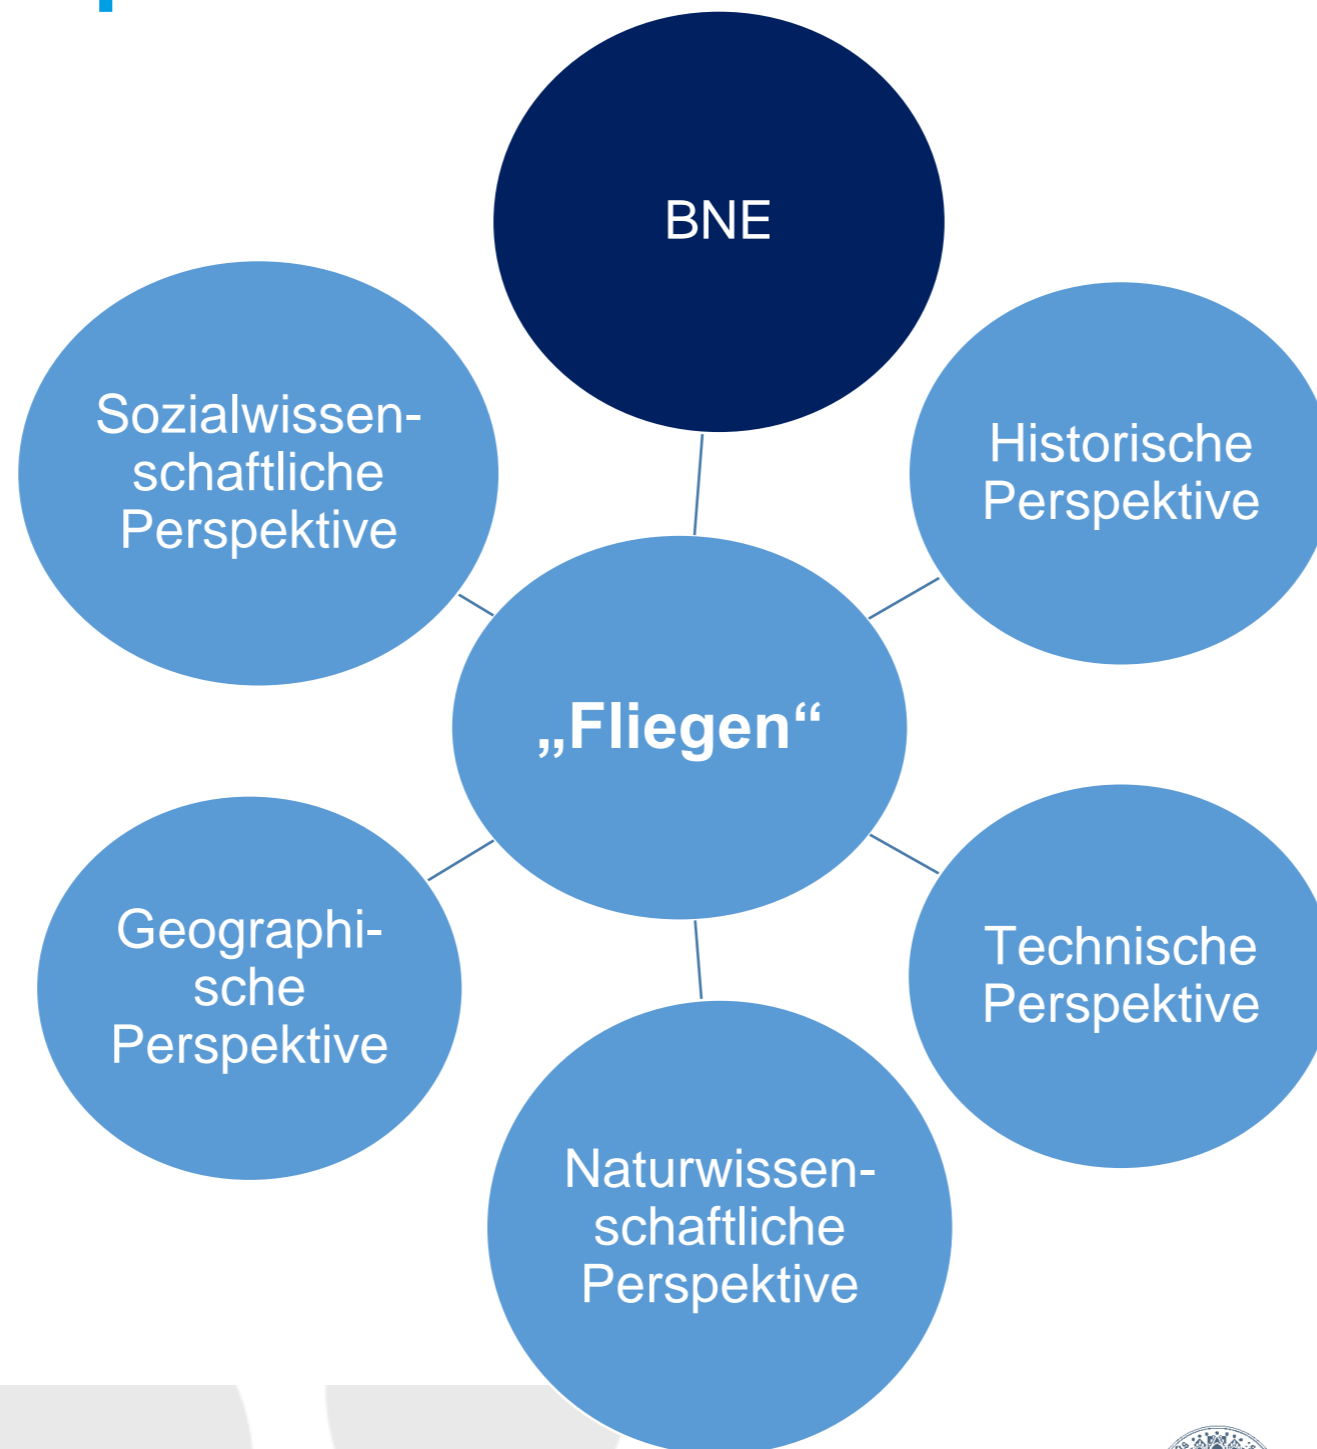 BNE
Sozialwissen-
schaftliche
Perspektive
Historische
Perspektive
„Fliegen“
Geographi-
sche
Perspektive
Technische
Perspektive
Naturwissen-
schaftliche
Perspektive